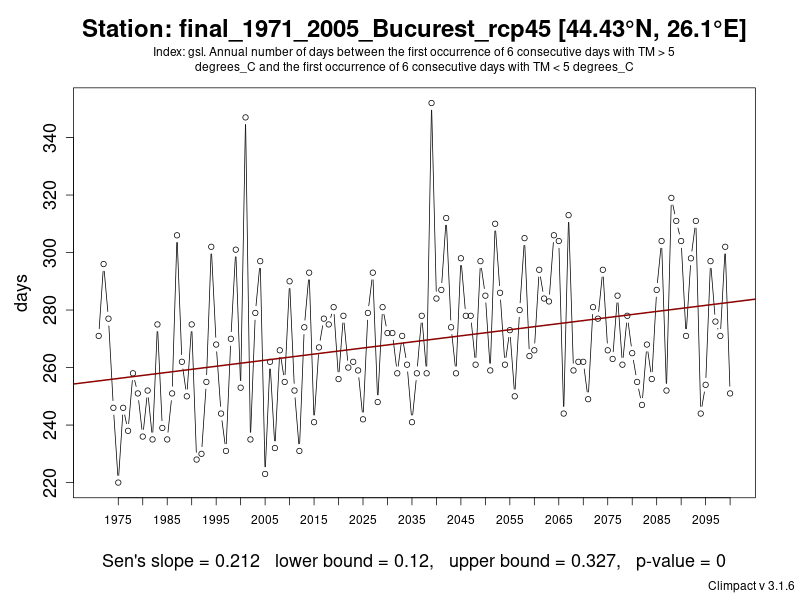 Station: final_1971_2005_Bucurest_rcp45 [44.43°N, 26.1°E]
Index: gsl. Annual number of days between the first occurrence of 6 consecutive days with TM > 5
degrees_C and the first occurrence of 6 consecutive days with TM < 5 degrees_C
340
320
300
280
260
240
220
days
1975 1985 1995 2005 2015 2025 2035 2045 2055 2065 2075 2085 2095
Sen's slope = 0.212 lower bound = 0.12, upper bound = 0.327, p-value = 0
Climpact v 3.1.6